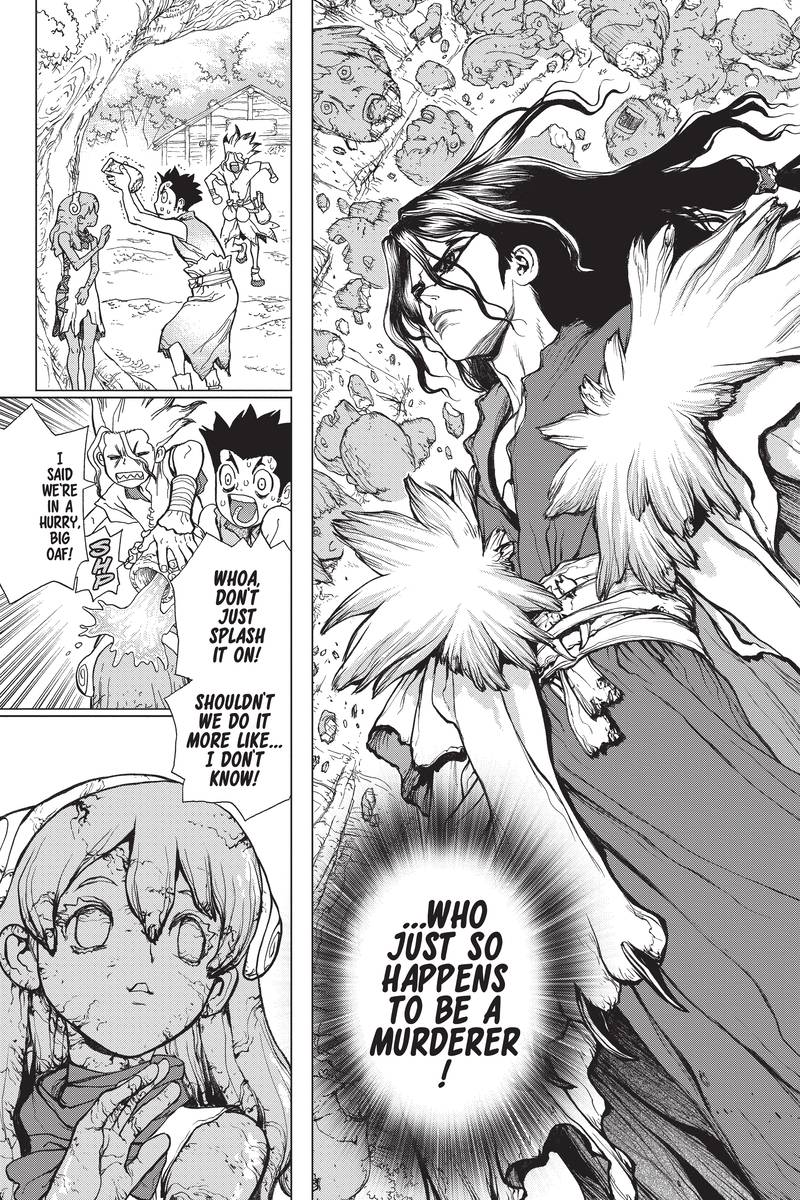 ...WHO
JUST SO
HAPPENS
TO BE A
MURDERER
!
WHOA,
DON'T
JUST
SPLASH
IT ON!
SHOULDN'T
WE DO IT
MORE LIKE...
I DON'T
KNOW!
I
SAID
WE'RE
IN A
HURRY,
BIG
OAF!